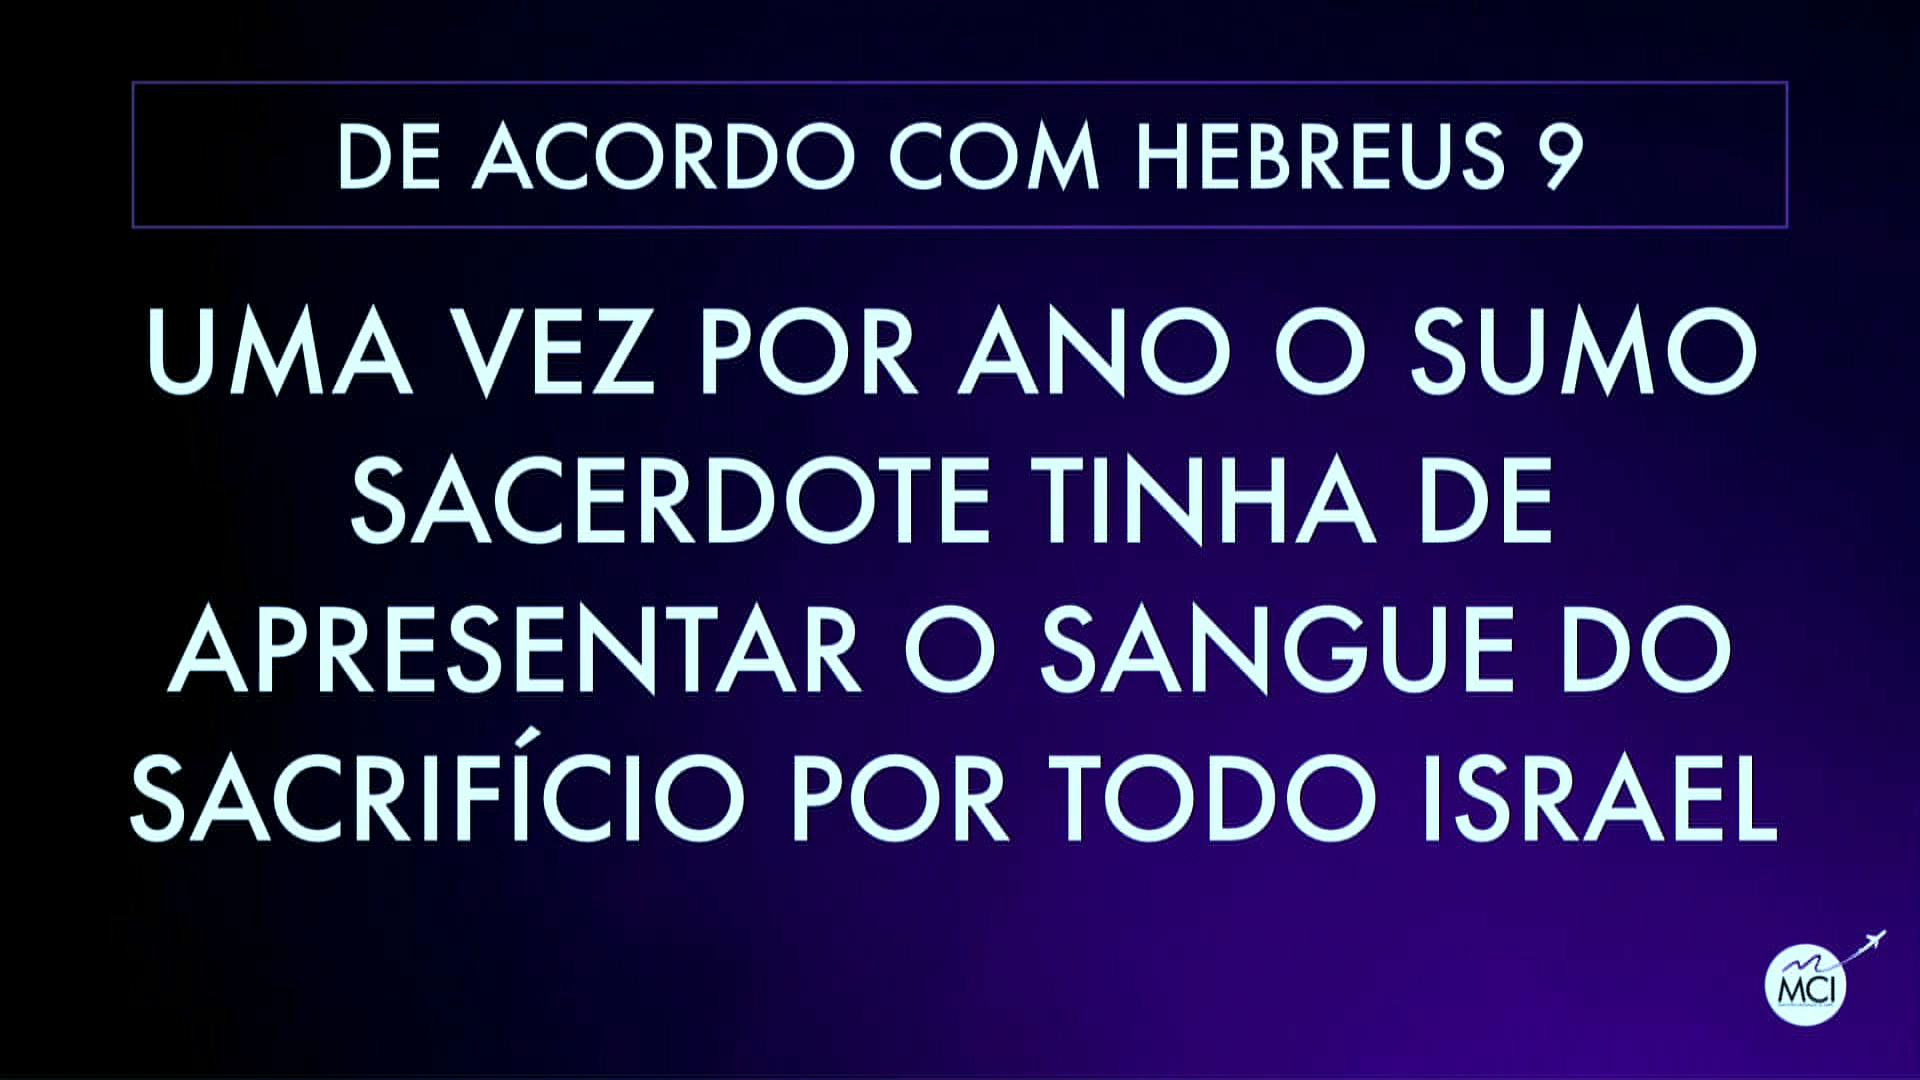 DE ACORDO COM HEBREUS 9
UMA VEZ POR ANO O SUMO
SACERDOTE TINHA DE
APRESENTAR O SANGUE DO
SACRIFÍCIO POR TODO ISRAEL
MCI